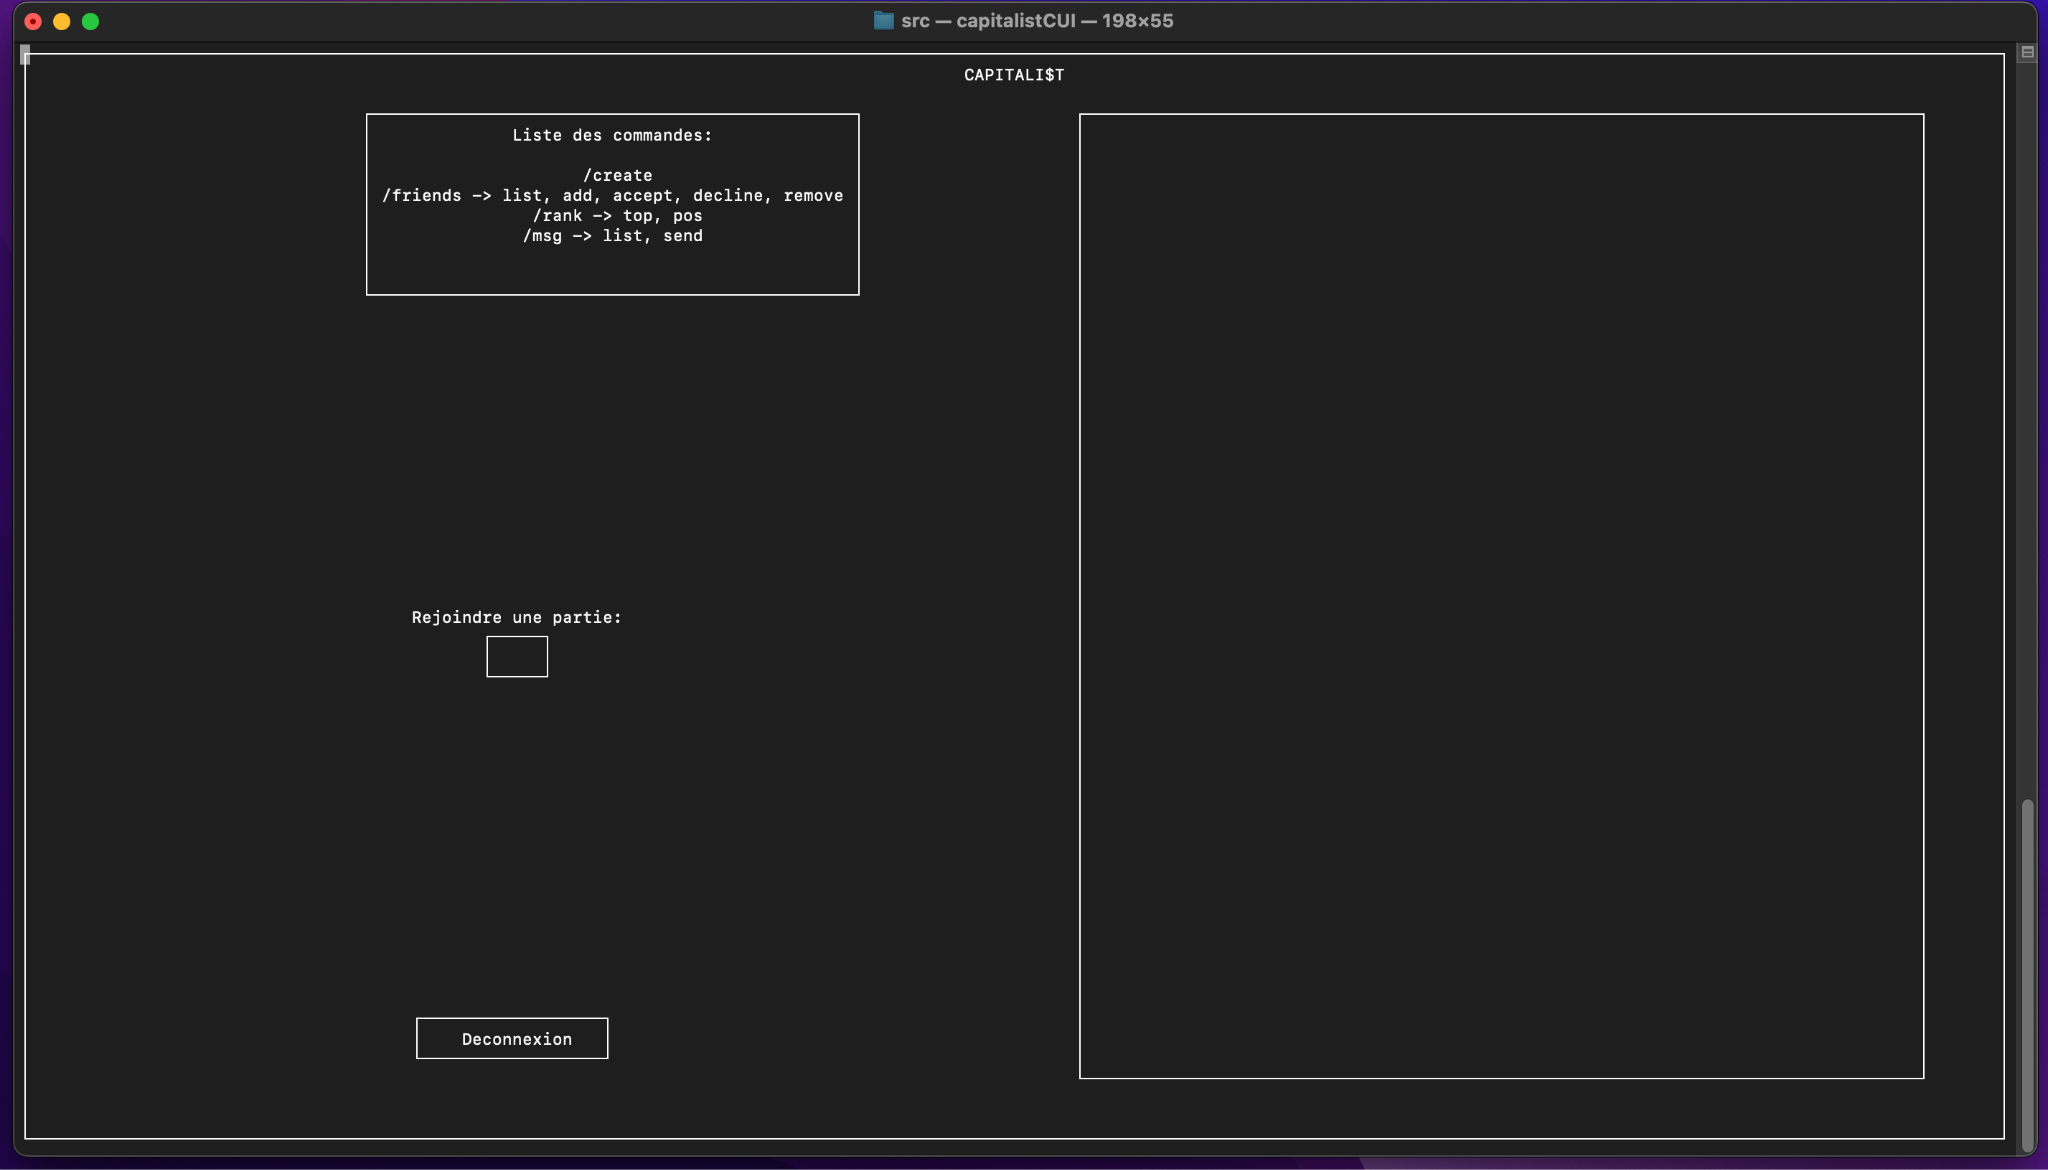 src — capitalistCUI — 198×55
CAPITALI$T
Liste des commandes:
/create
/friends -> list, add, accept, decline, remove
/rank -> top, pos
/msg -> list, send
Rejoindre une partie:
Deconnexion